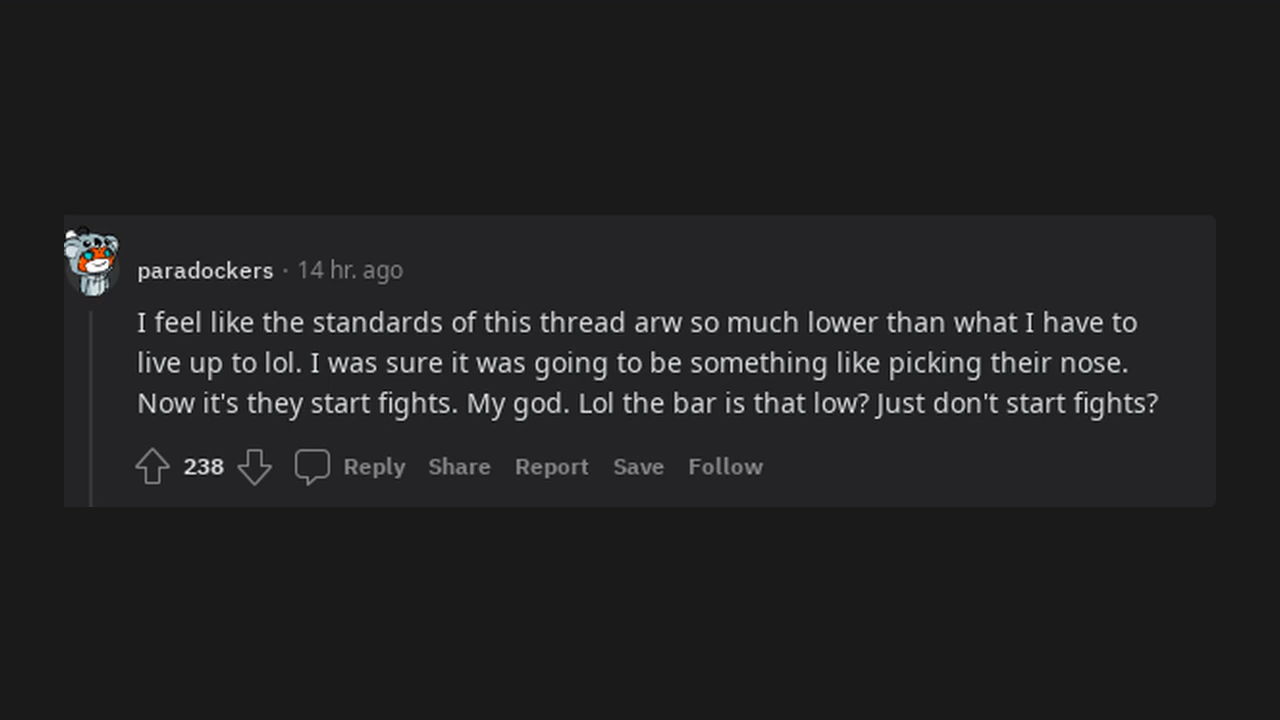 paradockers · 14 hr. ago
I feel like the standards of this thread arw so much lower than what I have to
live up to lol. I was sure it was going to be something like picking their nose.
Now it's they start fights. My god. Lol the bar is that low? Just don't start fights?
238 Reply Share Report Save Follow